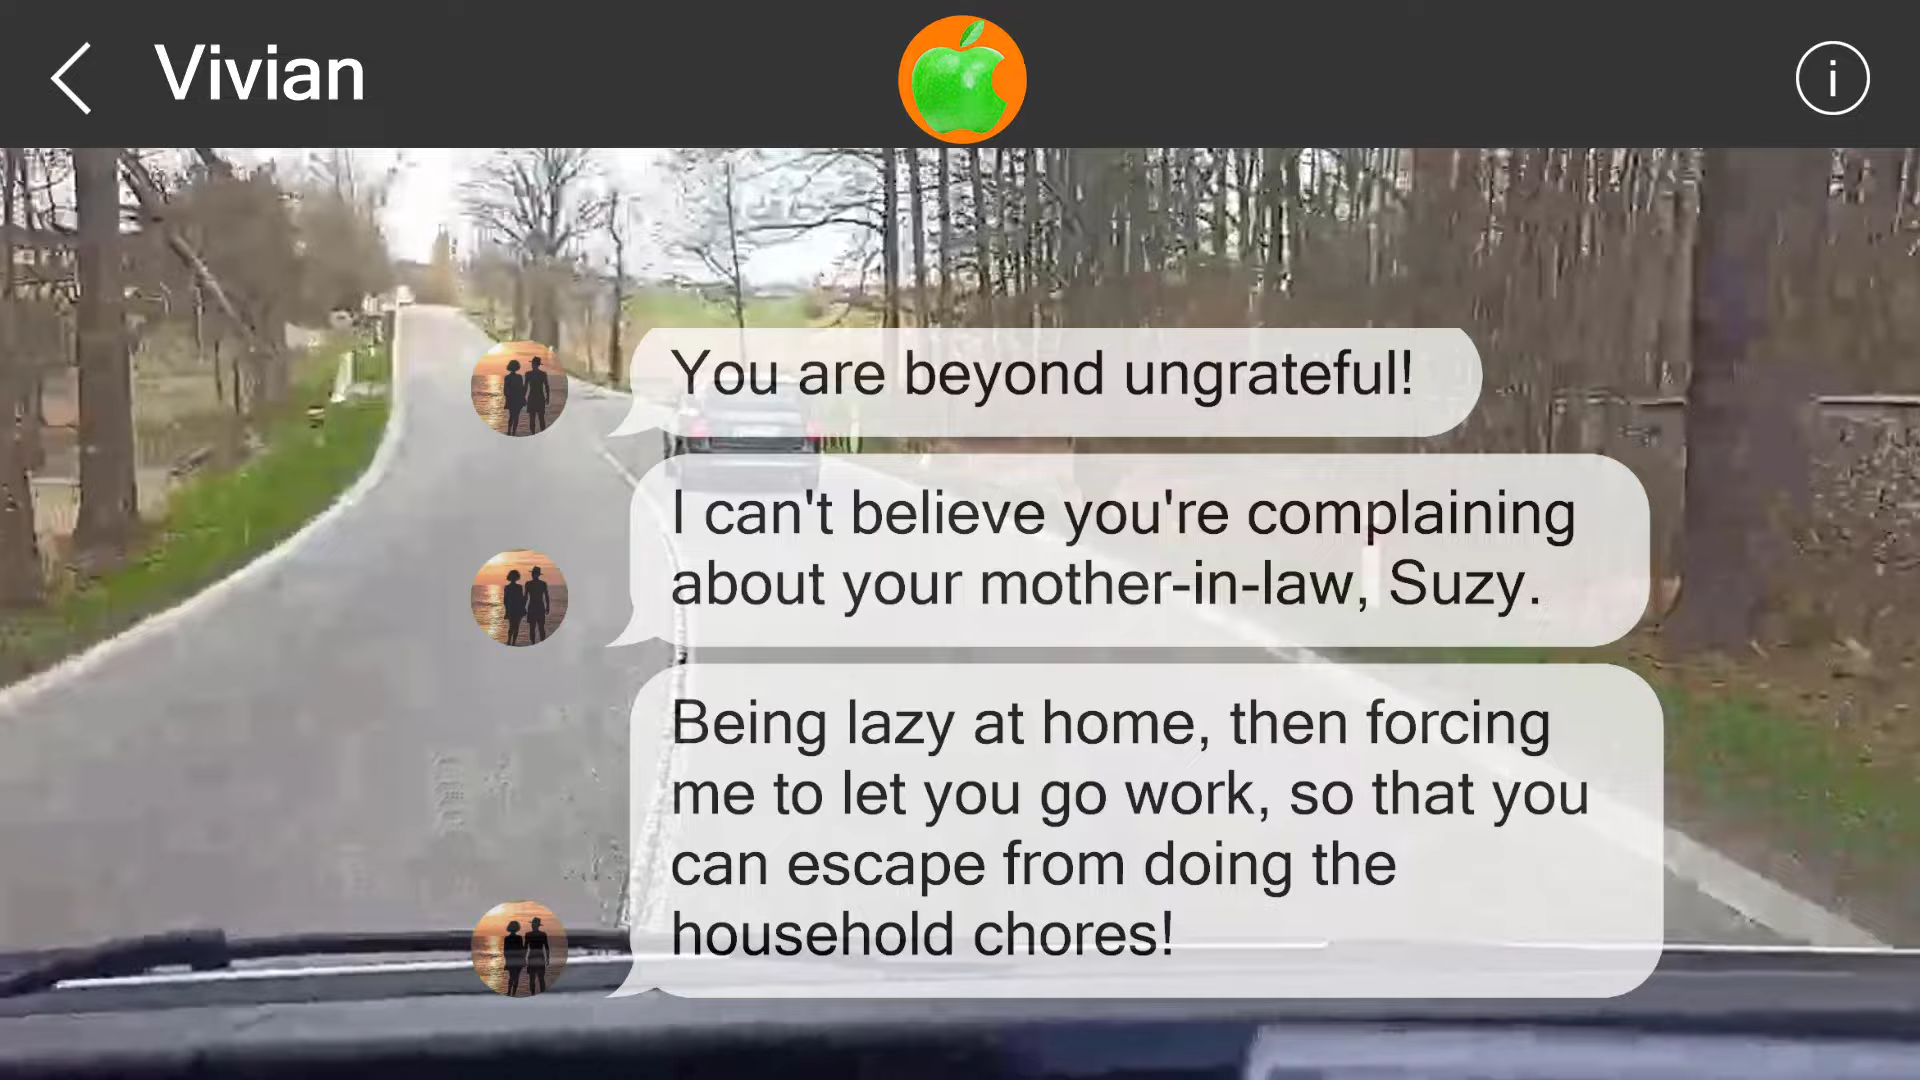 Vivian
i
You are beyond ungrateful!
I can't believe you're complaining
about your mother-in-law, Suzy.
Being lazy at home, then forcing
me to let you go work, so that you
can escape from doing the
household chores!